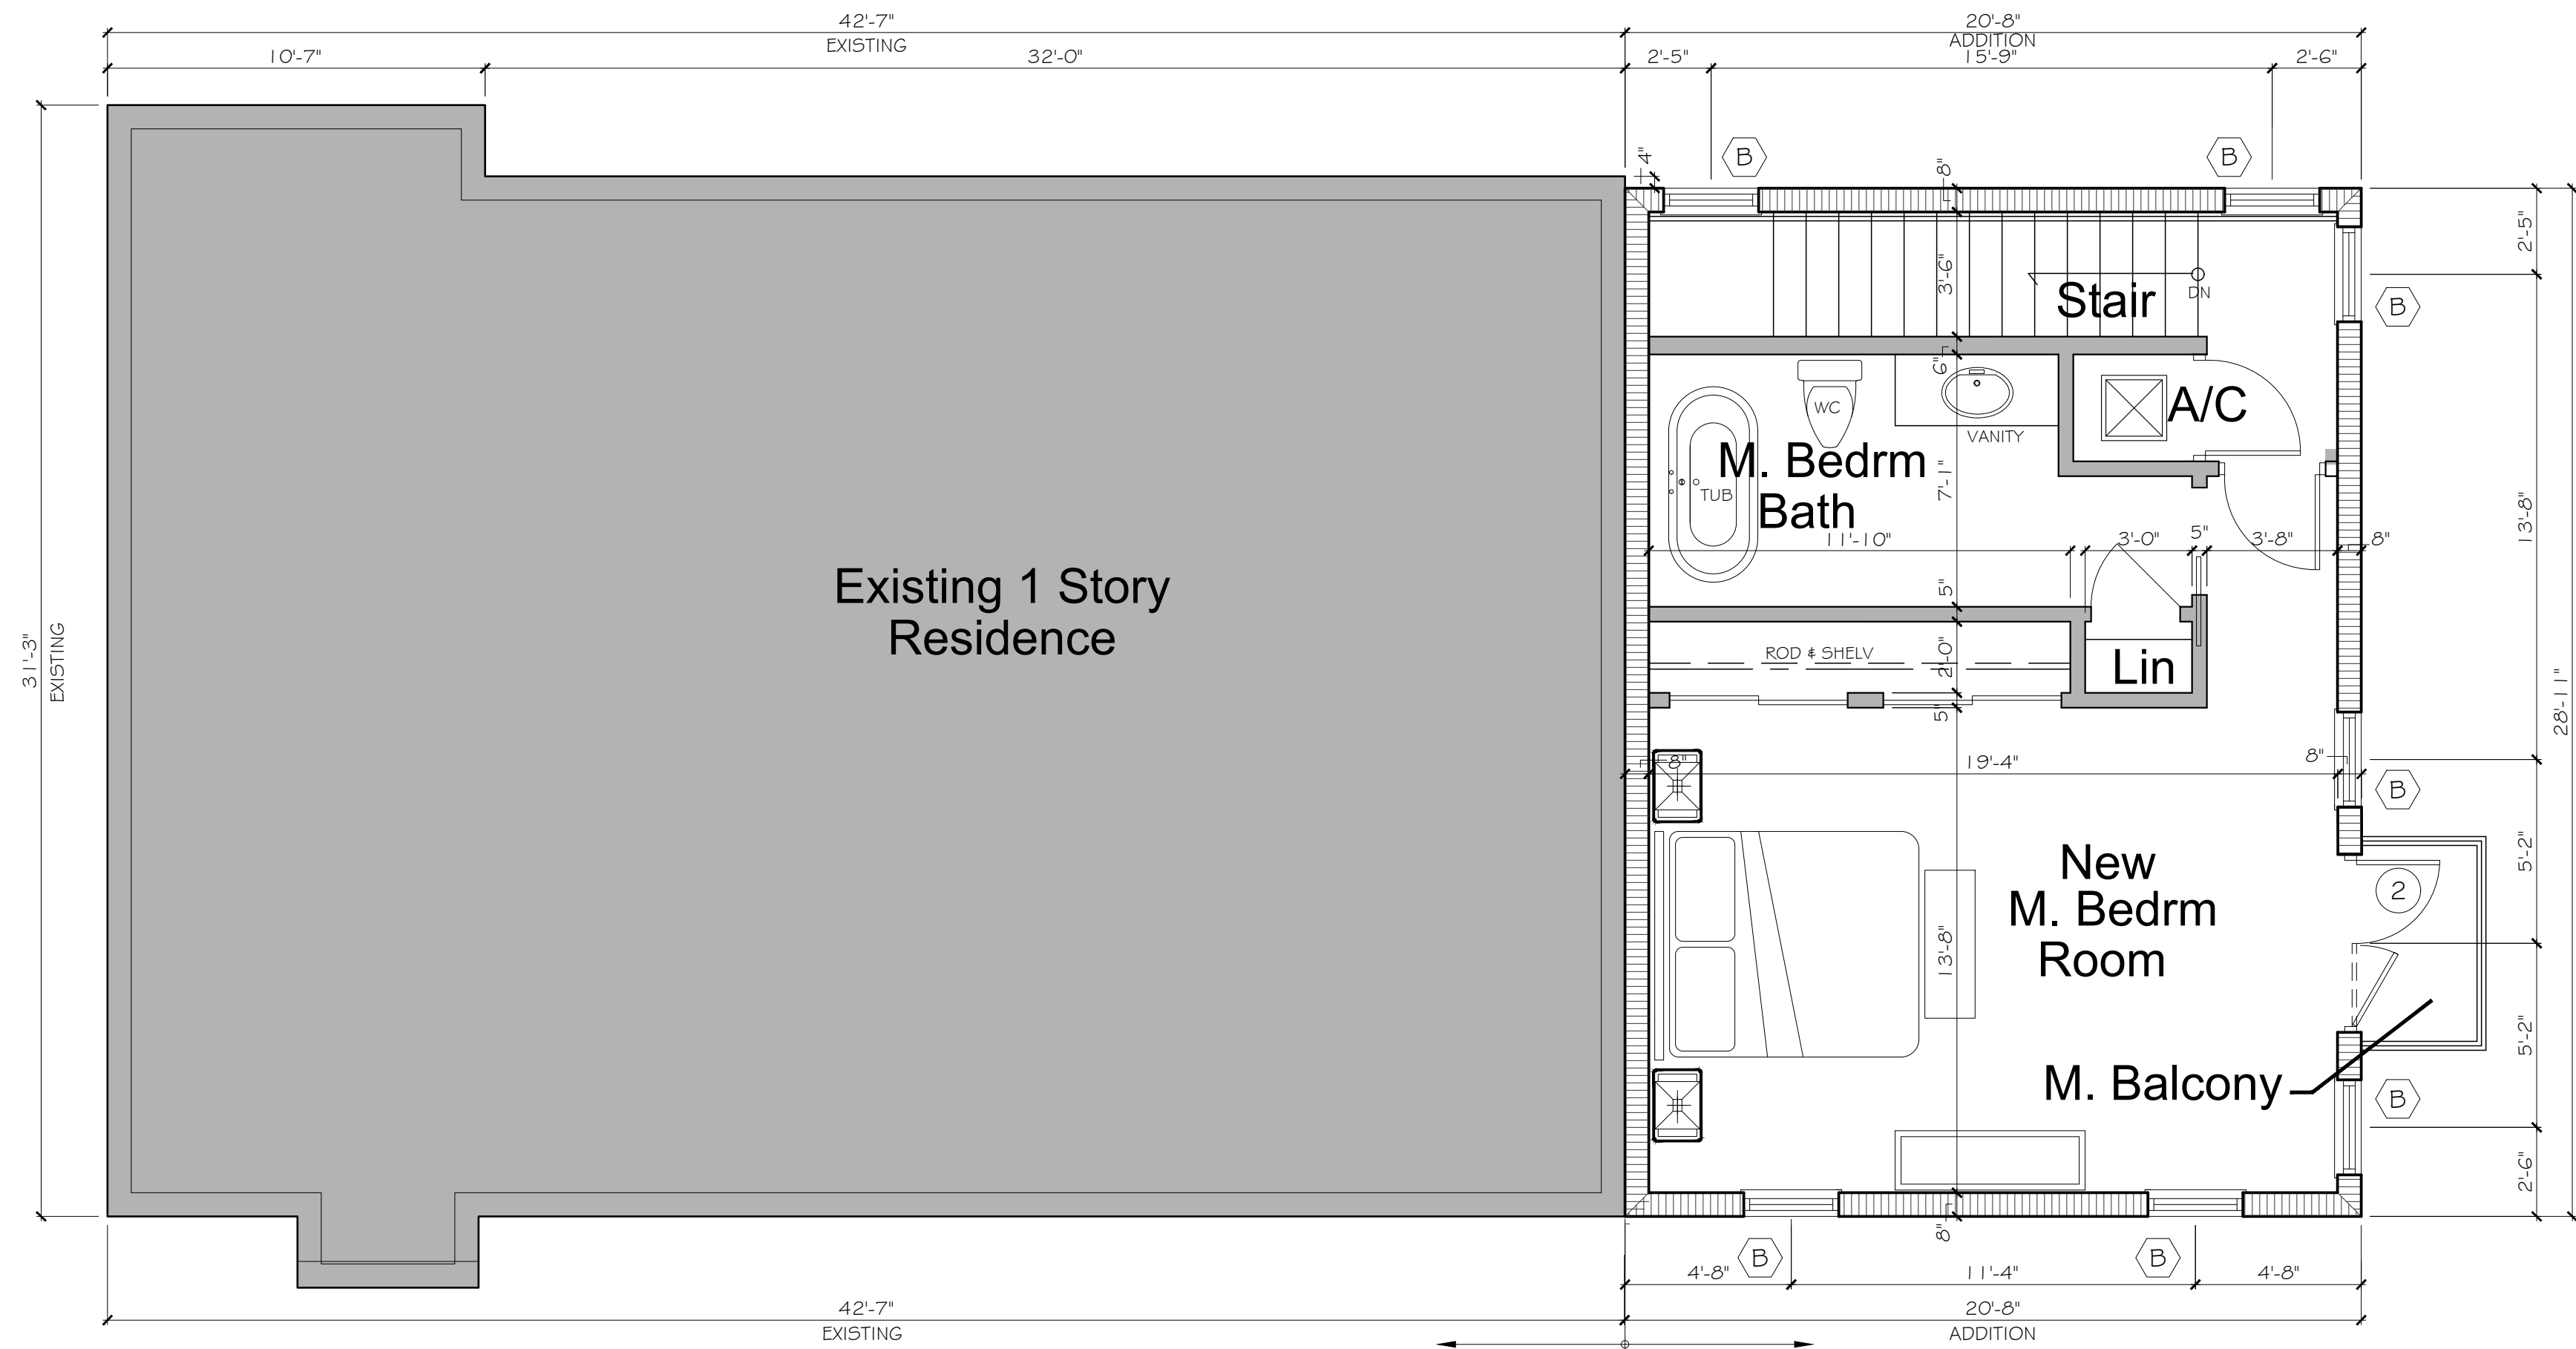 42'-7"
20'-8"
EXISTING
ADDITION
10'-7"
32'-0"
2'-5"
15'-9"
2'-6"
B
B
4"
8"
2'-5"
3'-6"
Stair
DN
B
31'-3"
EXISTING
6"
A/C
WC
VANITY
M. Bedrm
Bath
TUB
7'-1"
13'-8"
11'-10"
3'-0"
5"
3'-8"
8"
Existing 1 Story
Residence
5"
ROD & SHELV
2'-0"
Lin
5"
28'-11"
8"
19'-4"
8"
B
New
M. Bedrm
Room
5'-2"
2
13'-8"
5'-2"
M. Balcony
B
2'-6"
8"
B
B
4'-8"
11'-4"
4'-8"
42'-7"
20'-8"
EXISTING
ADDITION